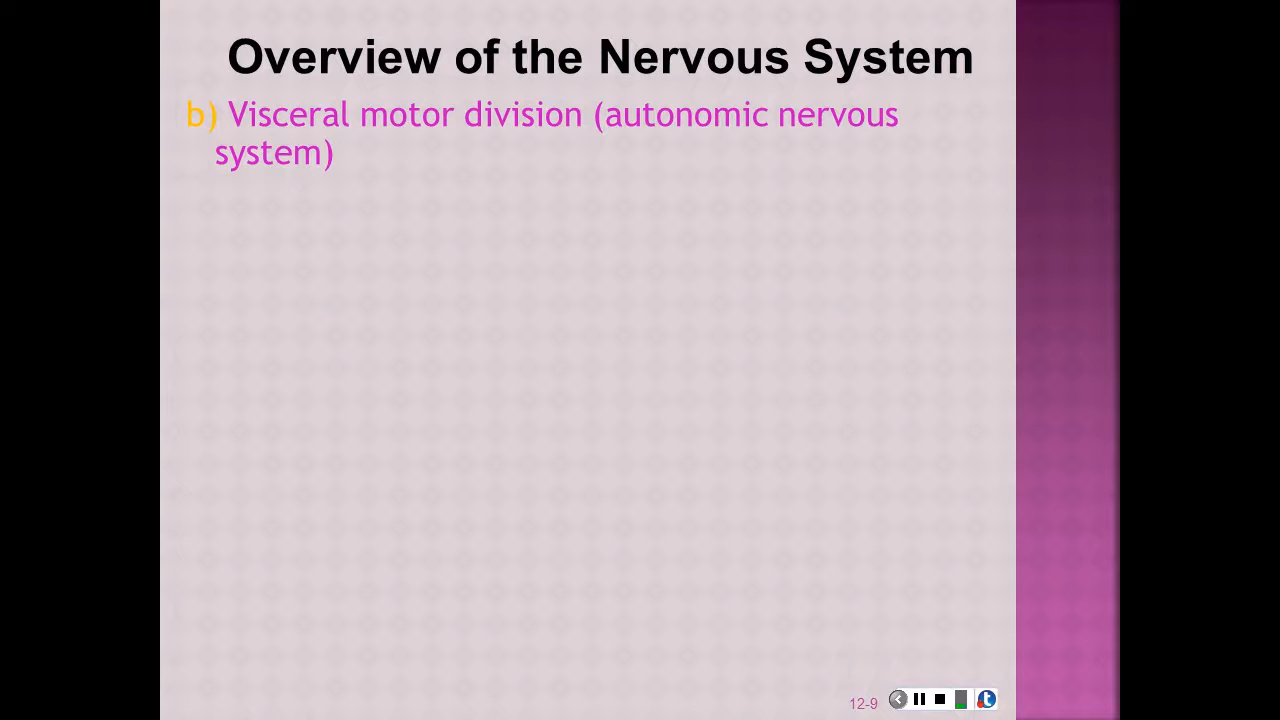 Overview of the Nervous System
b) Visceral motor division (autonomic nervous
system)
12-9
t